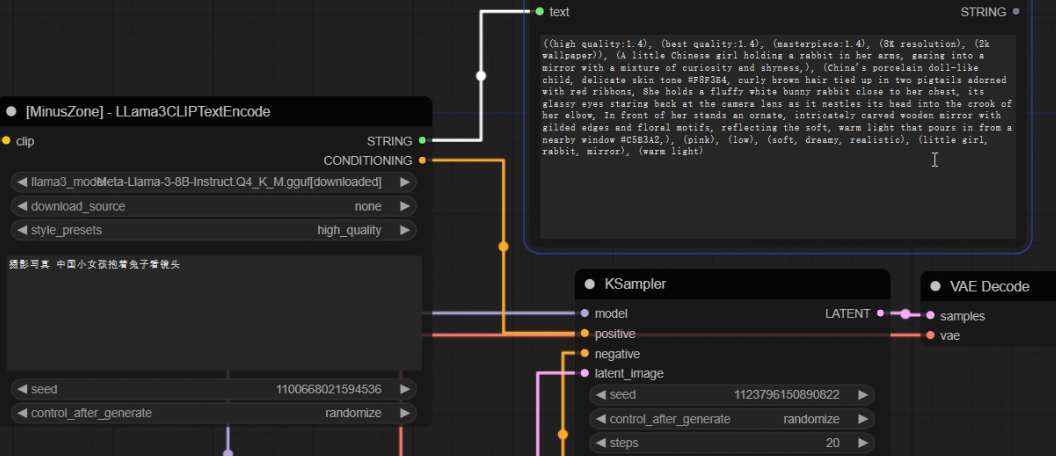 text
STRING
((high quality:1.4), (best quality:1.4), (masterpiece:1.4), (8K resolution), (2k
wallpaper)), (A little Chinese girl holding a rabbit in her arms, gazing into a
mirror with a mixture of curiosity and shyness,), (China's porcelain doll-like
child, delicate skin tone #F8F3E4, curly brown hair tied up in two pigtails adorned
with red ribbons, She holds a fluffy white bunny rabbit close to her chest, its
glassy eyes staring back at the camera lens as it nestles its head into the crook of
her elbow, In front of her stands an ornate, intricately carved wooden mirror with
gilded edges and floral motifs, reflecting the soft, warm light that pours in from a
nearby window #C5B3A2,), (pink), (low), (soft, dreamy, realistic), (little girl,
rabbit, mirror), (warm light)
[MinusZone] - LLama3CLIPTextEncode
clip
STRING
CONDITIONING
Meta-Llama-3-8B-Instruct.Q4_K_M.gguf[downloaded]
download_source none
style_presets high_quality
摄影写真 中国小女孩抱着兔子看镜头
seed 1100668021594536
control_after_generate randomize
KSampler
model
LATENT
positive
negative
latent_image
seed 1123796150890822
control_after_generate randomize
steps 20
VAE Decode
samples
vae